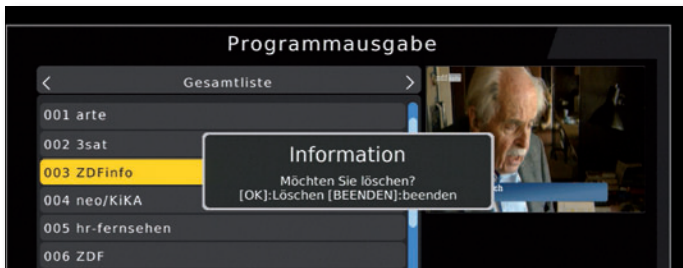 Programmausgabe
< Gesamtliste >
001 arte
002 3sat
003 ZDFinfo
004 neo/KiKA
005 hr-fernsehen
006 ZDF
Information
Möchten Sie löschen?
[OK]:Löschen [BEENDEN]:beenden